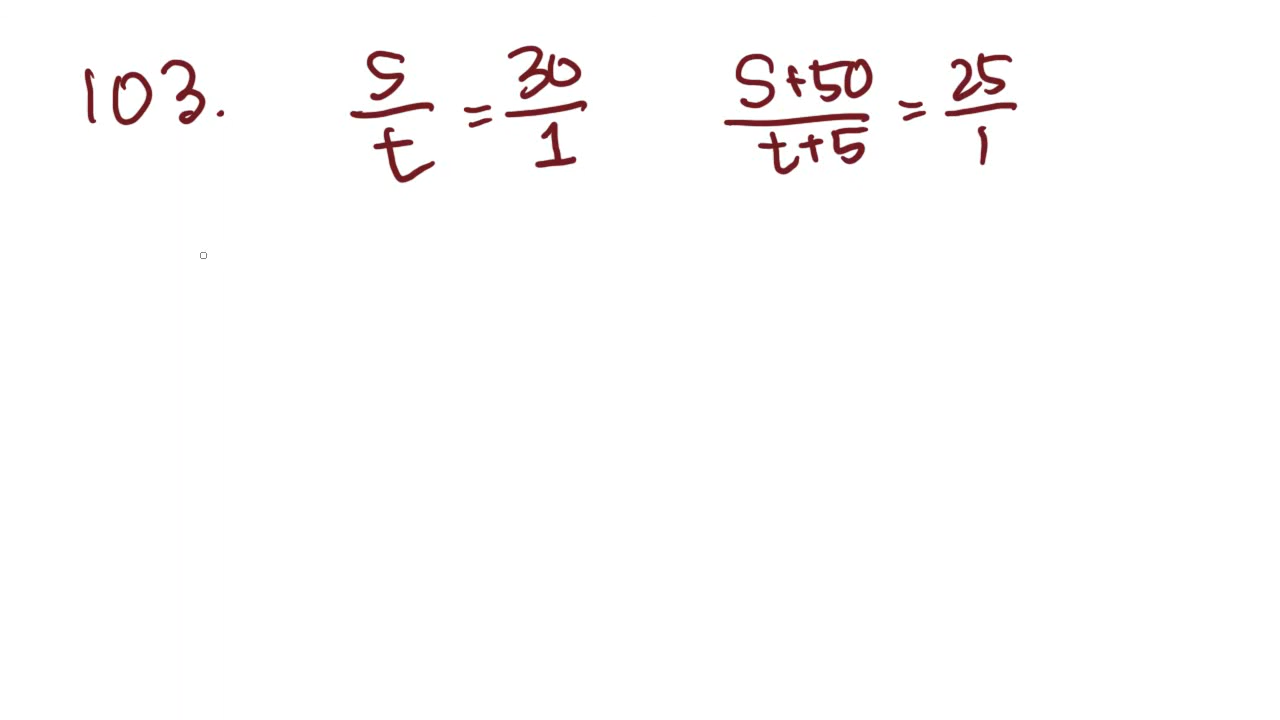 103. S/t = 30/1 S+50/t+5 = 25/1